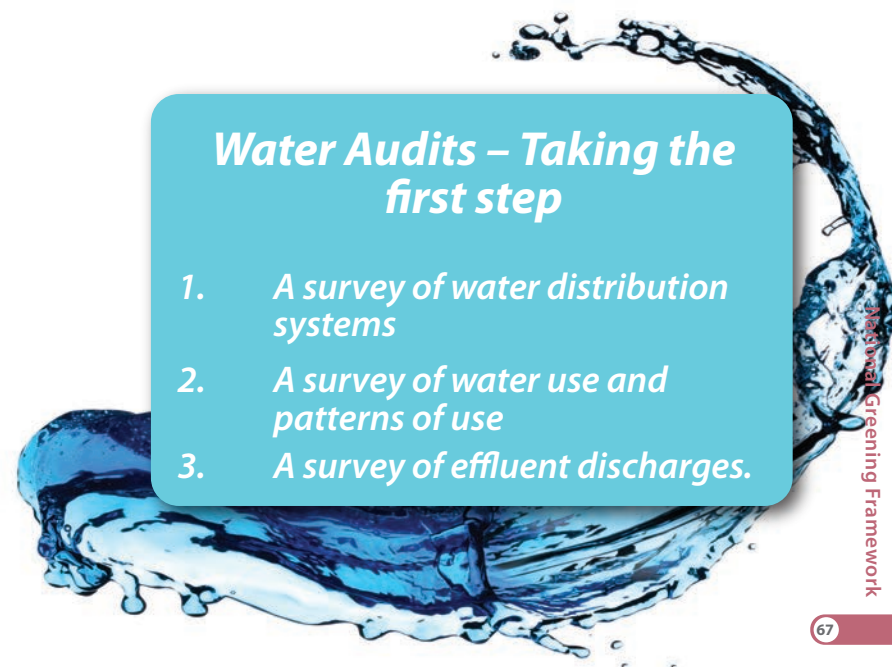 Water Audits – Taking the
first step
1. A survey of water distribution
systems
2. A survey of water use and
patterns of use
3. A survey of effluent discharges.
National Greening Framework
67